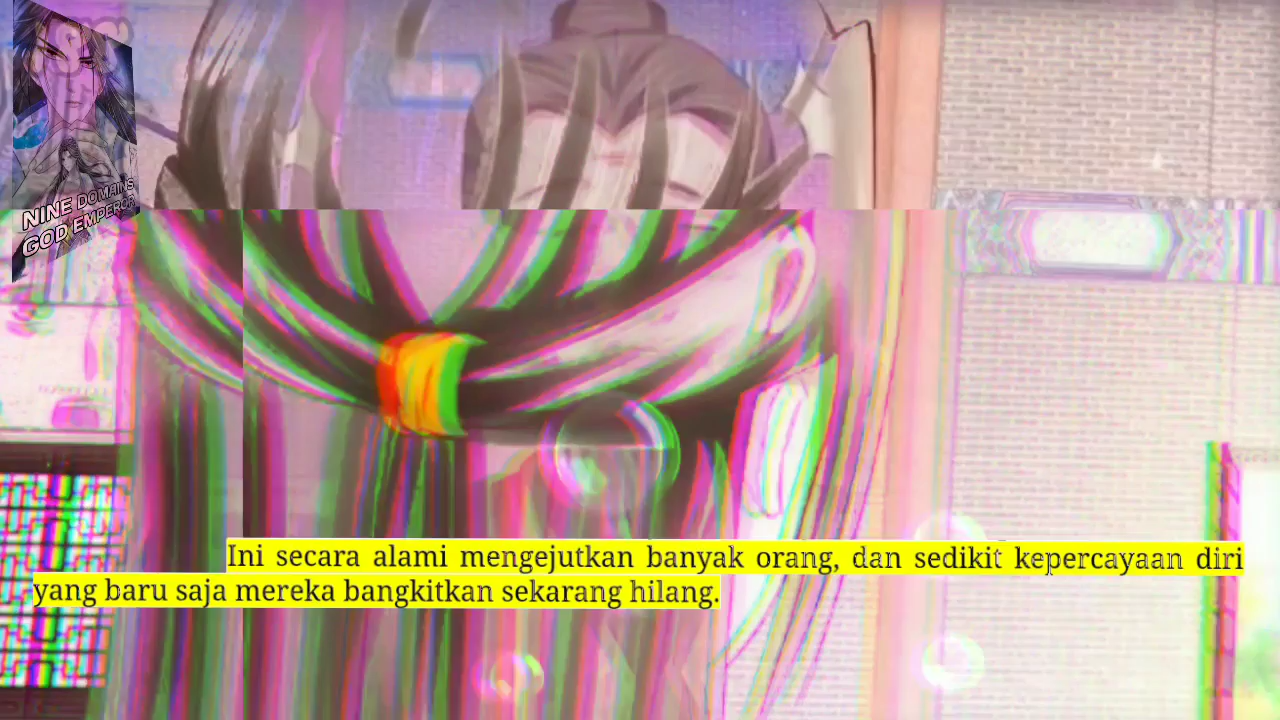 NINE DOMAINS
GOD EMPEROR
Ini secara alami mengejutkan banyak orang, dan sedikit kepercayaan diri
yang baru saja mereka bangkitkan sekarang hilang.